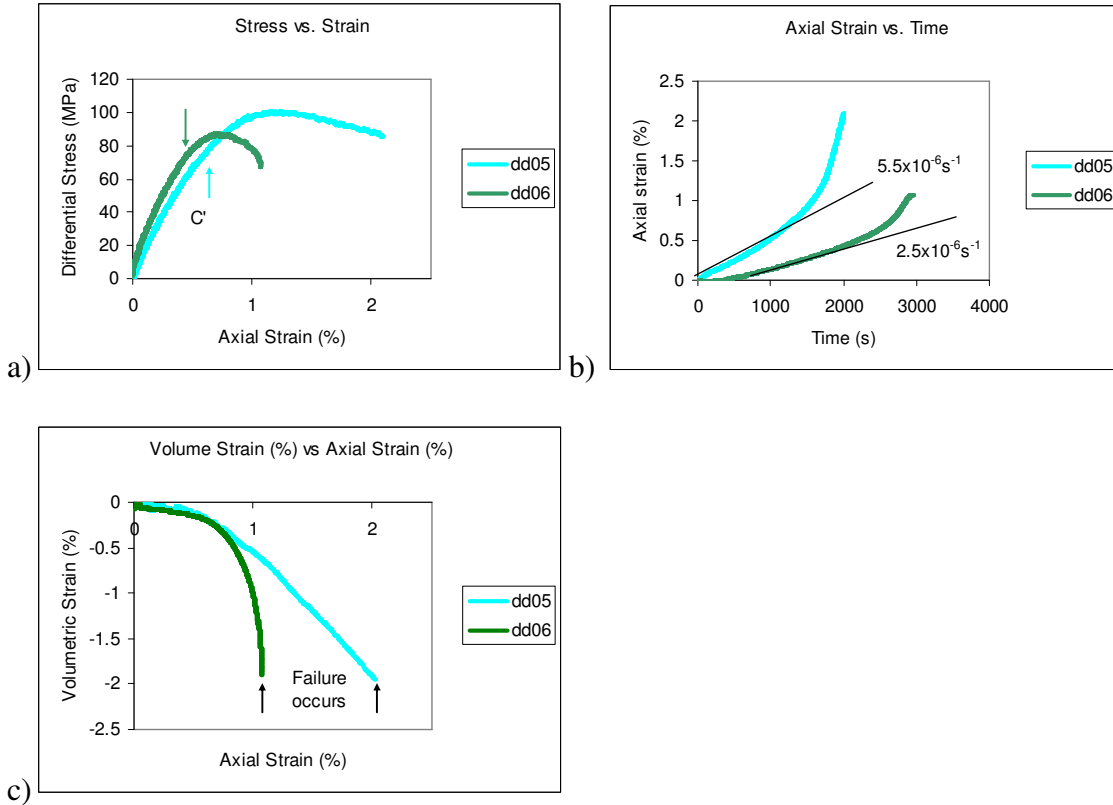 Stress vs. Strain
Differential Stress (MPa)
120
100
80
60
40
20
0
0
1
2
C'
Axial Strain (%)
dd05
dd06
a)
Axial Strain vs. Time
Axial strain (%)
2.5
2
1.5
1
0.5
0
0
1000
2000
3000
4000
5.5x10⁻⁶s⁻¹
2.5x10⁻⁶s⁻¹
Time (s)
dd05
dd06
b)
Volume Strain (%) vs Axial Strain (%)
Volumetric Strain (%)
0
-0.5
-1
-1.5
-2
-2.5
0
1
2
Failure
occurs
Axial Strain (%)
dd05
dd06
c)